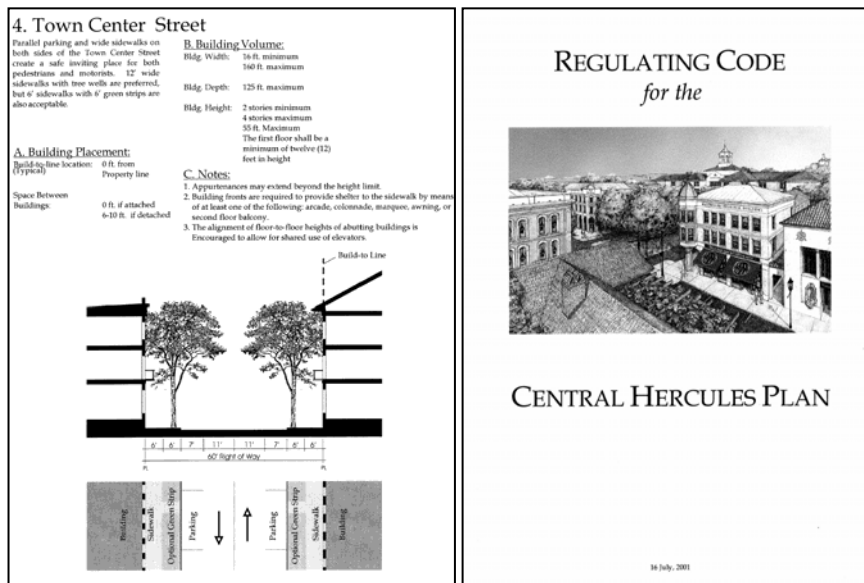 4. Town Center Street
Parallel parking and wide sidewalks on
both sides of the Town Center Street
create a safe inviting place for both
pedestrians and motorists. 12' wide
sidewalks with tree wells are preferred,
but 6' sidewalks with 6' green strips are
also acceptable.
A. Building Placement:
Build-to-line location: 0 ft. from
(Typical) Property line
Space Between
Buildings: 0 ft. if attached
6-10 ft. if detached
B. Building Volume:
Bldg. Width: 16 ft. minimum
160 ft. maximum
Bldg. Depth: 125 ft. maximum
Bldg. Height: 2 stories minimum
4 stories maximum
55 ft. Maximum
The first floor shall be a
minimum of twelve (12)
feet in height
C. Notes:
1. Appurtenances may extend beyond the height limit.
2. Building fronts are required to provide shelter to the sidewalk by means
of at least one of the following: arcade, colonnade, marquee, awning, or
second floor balcony.
3. The alignment of floor-to-floor heights of abutting buildings is
Encouraged to allow for shared use of elevators.
Build-to Line
6' 6' 7' 11' 11' 7' 6' 6'
60' Right of Way
PL PL
Building
Sidewalk
Optional Green Strip
Parking
Parking
Optional Green Strip
Sidewalk
Building
REGULATING CODE
for the
CENTRAL HERCULES PLAN
16 July, 2001